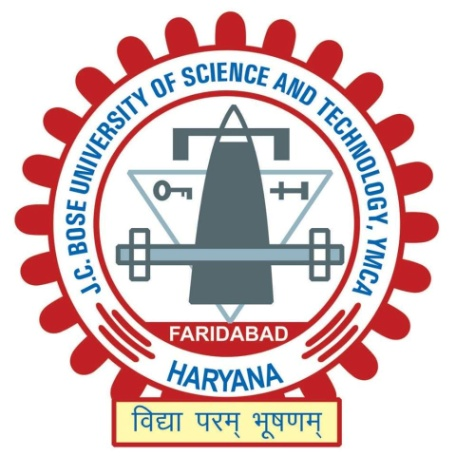 J.C. BOSE UNIVERSITY OF SCIENCE AND TECHNOLOGY, YMCA
FARIDABAD
HARYANA
विद्या परम् भूषणम्